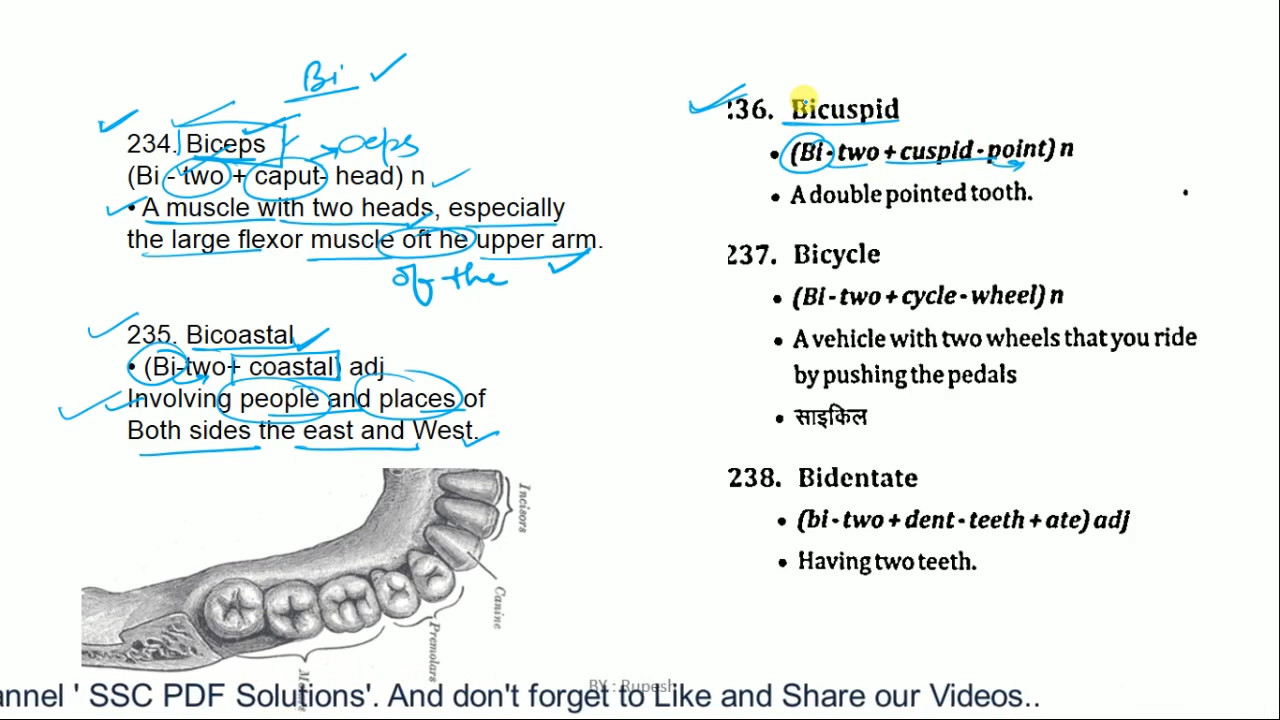 Bi
234. Biceps
ceps
(Bi - two + caput- head) n
• A muscle with two heads, especially
the large flexor muscle oft he upper arm.
of the
235. Bicoastal
• (Bi-two+ coastal) adj
Involving people and places of
Both sides the east and West.
Incisors
Canine
Premolars
236. Bicuspid
• (Bi - two + cuspid - point) n
• A double pointed tooth.
237. Bicycle
• (Bi - two + cycle - wheel) n
• A vehicle with two wheels that you ride
by pushing the pedals
• साइकिल
238. Bidentate
• (bi - two + dent - teeth + ate) adj
• Having two teeth.
BY : Rupesh
annel ' SSC PDF Solutions'. And don't forget to Like and Share our Videos..